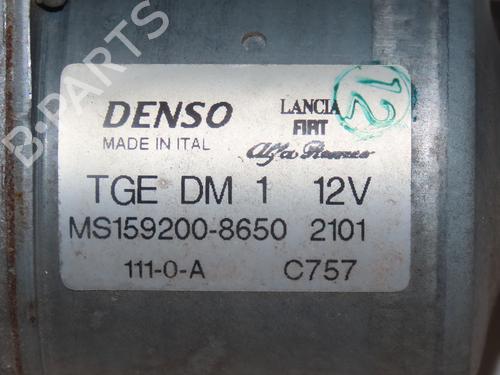 B-PARTS
DENSO
MADE IN ITAL
LANCIA
FIAT
Alfa Romeo
12
TGE DM 1 12V
MS159200-8650 2101
111-0-A C757